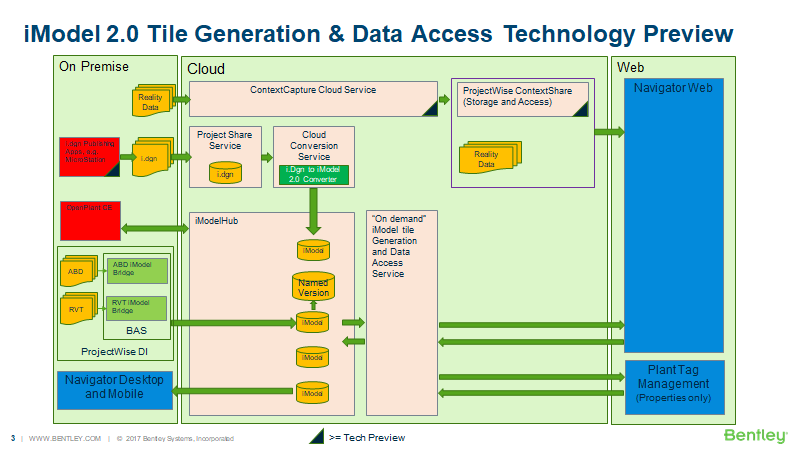 iModel 2.0 Tile Generation & Data Access Technology Preview
On Premise
Cloud
Web
Reality
Data
ContextCapture Cloud Service
ProjectWise ContextShare
(Storage and Access)
Reality
Data
Navigator Web
I.dgn Publishing
Apps, e.g.
MicroStation
i.dgn
Project Share
Service
i.dgn
Cloud
Conversion
Service
i.Dgn to iModel
2.0 Converter
OpenPlant CE
iModelHub
iModel
Named
Version
iModel
iModel
iModel
“On demand”
iModel tile
Generation
and Data
Access
Service
ABD
ABD iModel
Bridge
RVT
RVT iModel
Bridge
BAS
ProjectWise DI
Navigator Desktop
and Mobile
Plant Tag
Management
(Properties only)
3 | WWW.BENTLEY.COM | © 2017 Bentley Systems, Incorporated
>= Tech Preview
Bentley